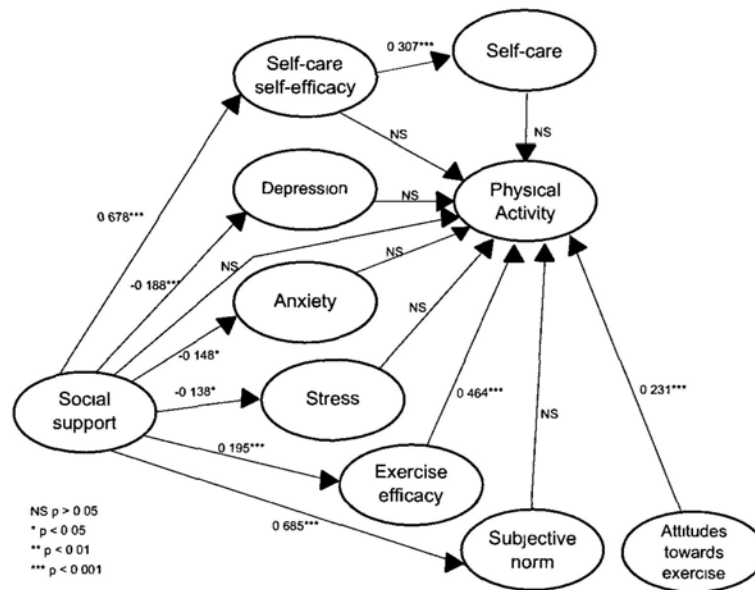 Self-care
self-efficacy
0 307***
Self-care
NS
NS
Depression
NS
Physical
Activity
0 678***
-0 188***
NS
NS
Anxiety
-0 148*
NS
Social
support
-0 138*
Stress
0 464***
0 231***
NS
0 195***
Exercise
efficacy
0 685***
Subjective
norm
Attitudes
towards
exercise
NS p > 0 05
* p < 0 05
** p < 0 01
*** p < 0 001